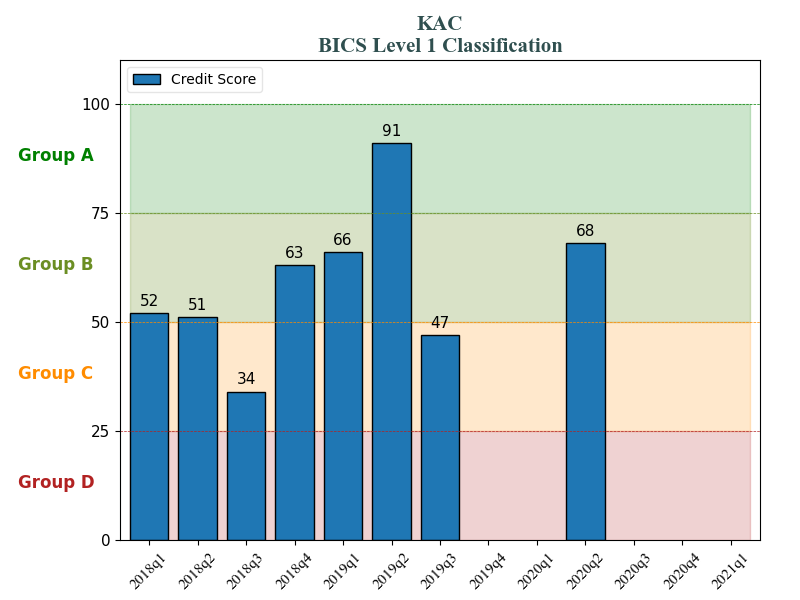 KAC
BICS Level 1 Classification
Credit Score
100
75
50
25
0
Group A
Group B
Group C
Group D
52
51
34
63
66
91
47
68
2018q1
2018q2
2018q3
2018q4
2019q1
2019q2
2019q3
2019q4
2020q1
2020q2
2020q3
2020q4
2021q1